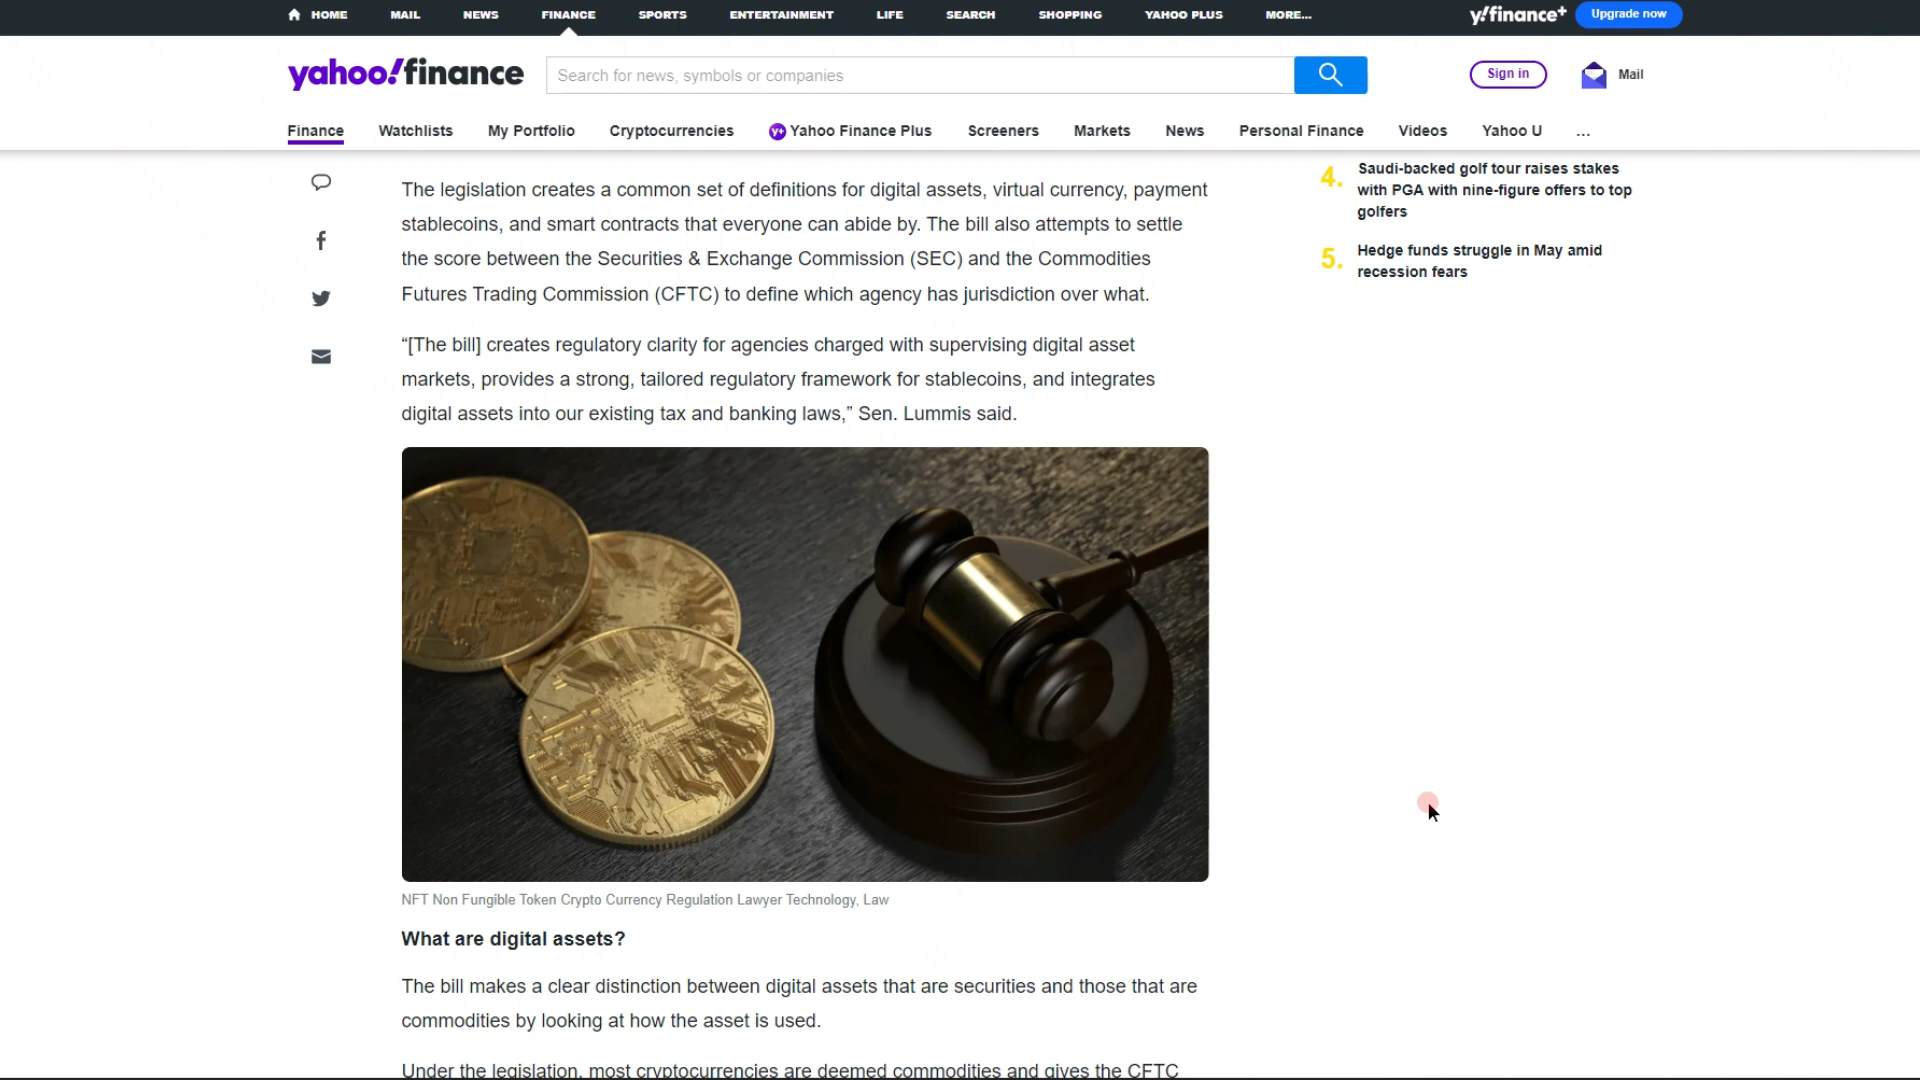 HOME MAIL NEWS FINANCE SPORTS ENTERTAINMENT LIFE SEARCH SHOPPING YAHOO PLUS MORE... y!finance+ Upgrade now
yahoo!finance Search for news, symbols or companies Sign in Mail
Finance Watchlists My Portfolio Cryptocurrencies y+ Yahoo Finance Plus Screeners Markets News Personal Finance Videos Yahoo U ...
The legislation creates a common set of definitions for digital assets, virtual currency, payment
stablecoins, and smart contracts that everyone can abide by. The bill also attempts to settle
the score between the Securities & Exchange Commission (SEC) and the Commodities
Futures Trading Commission (CFTC) to define which agency has jurisdiction over what.
“[The bill] creates regulatory clarity for agencies charged with supervising digital asset
markets, provides a strong, tailored regulatory framework for stablecoins, and integrates
digital assets into our existing tax and banking laws,” Sen. Lummis said.
NFT Non Fungible Token Crypto Currency Regulation Lawyer Technology, Law
What are digital assets?
The bill makes a clear distinction between digital assets that are securities and those that are
commodities by looking at how the asset is used.
Under the legislation, most cryptocurrencies are deemed commodities and gives the CFTC
4. Saudi-backed golf tour raises stakes
with PGA with nine-figure offers to top
golfers
5. Hedge funds struggle in May amid
recession fears